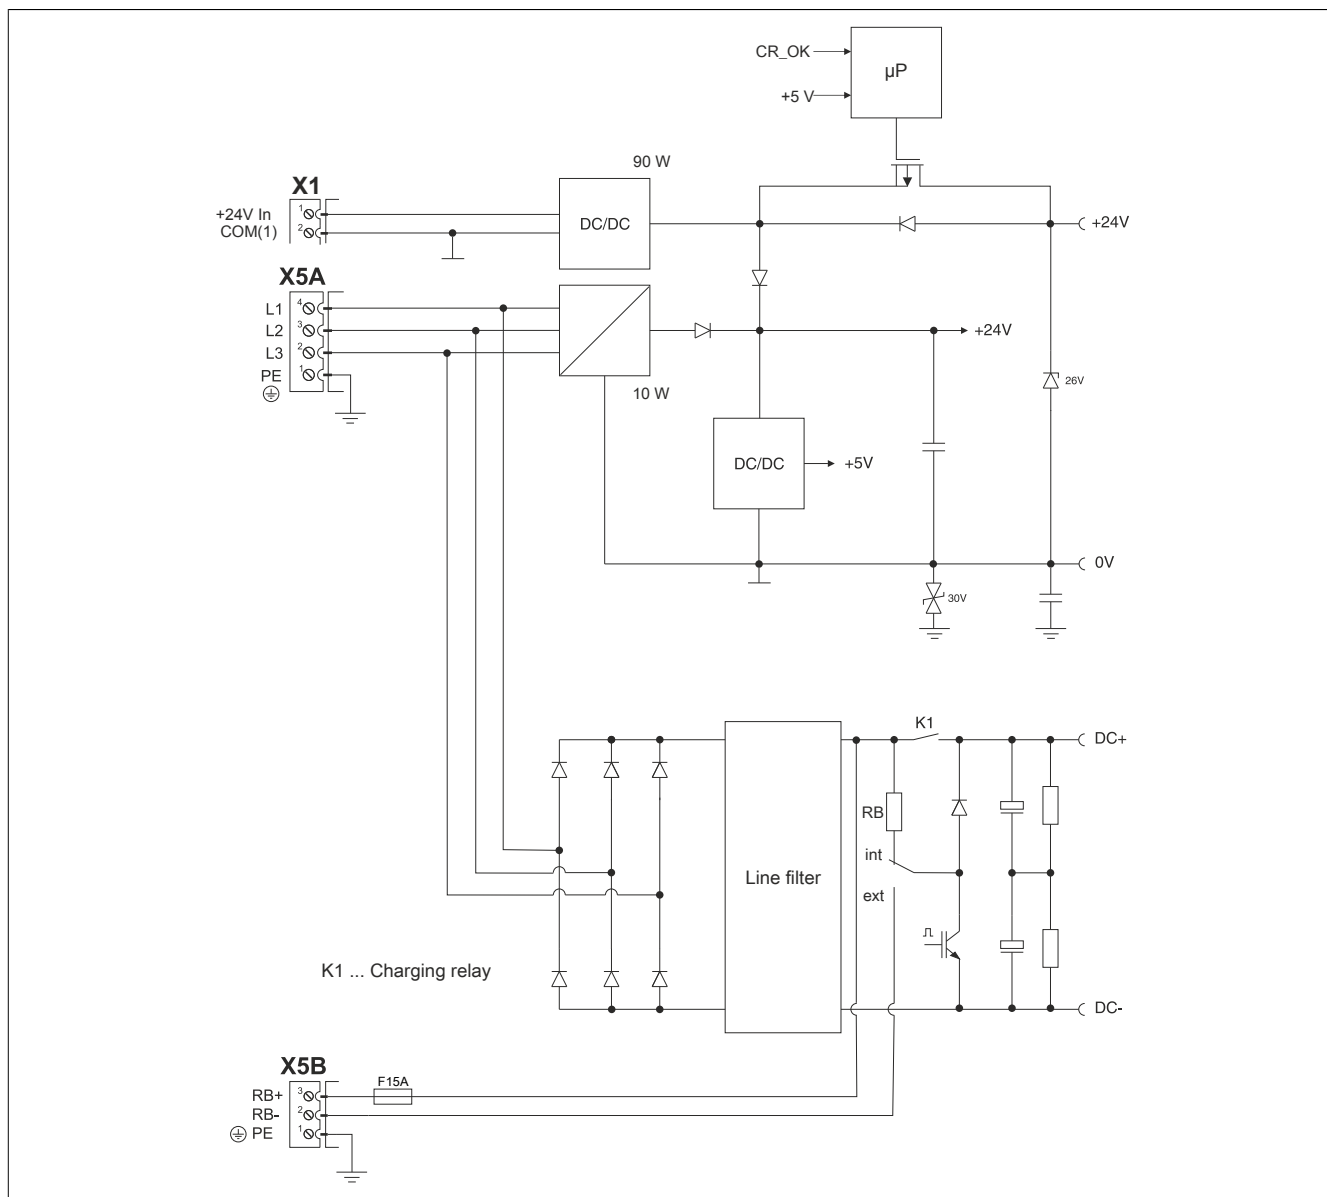 CR_OK
µP
+5 V
90 W
X1
1
+24V In
DC/DC
+24V
2
COM(1)
X5A
4
L1
3
L2
+24V
2
L3
1
PE
26V
10 W
DC/DC
+5V
0V
30V
K1
DC+
RB
int
Line filter
ext
K1 ... Charging relay
DC-
X5B
F15A
3
RB+
2
RB-
1
PE